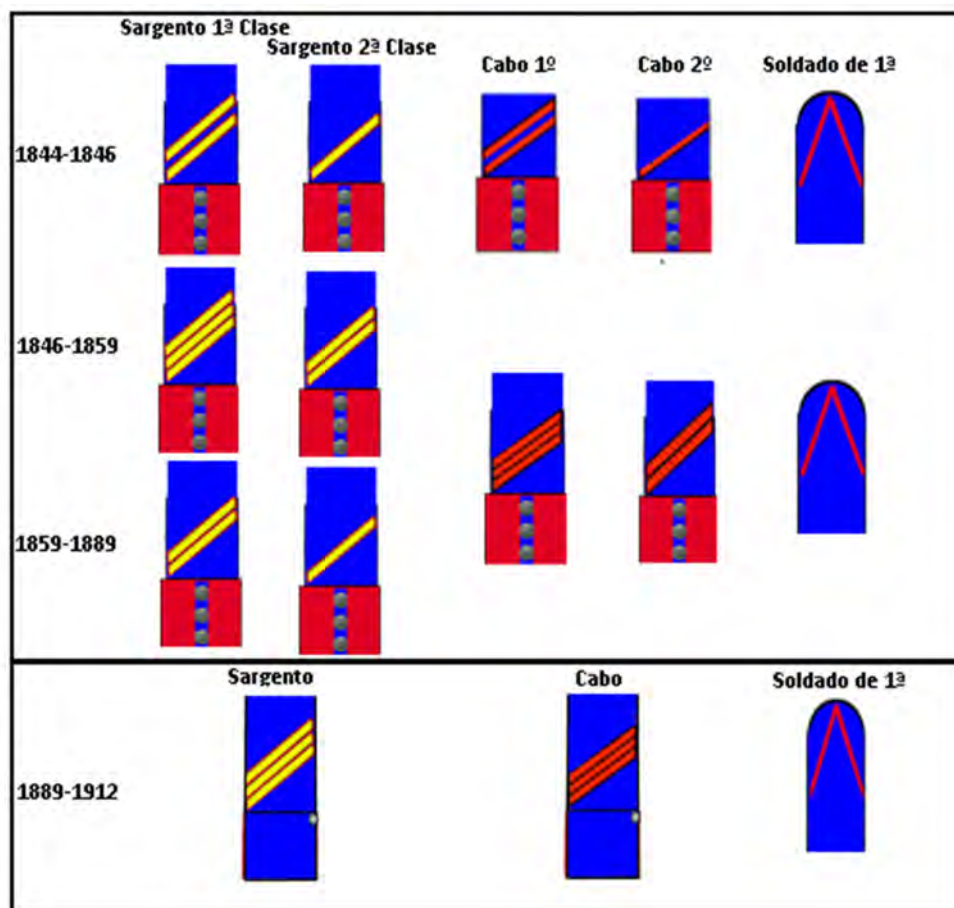 Sargento 1ª Clase
Sargento 2ª Clase
Cabo 1º
Cabo 2º
Soldado de 1ª
1844-1846
1846-1859
1859-1889
Sargento
Cabo
Soldado de 1ª
1889-1912